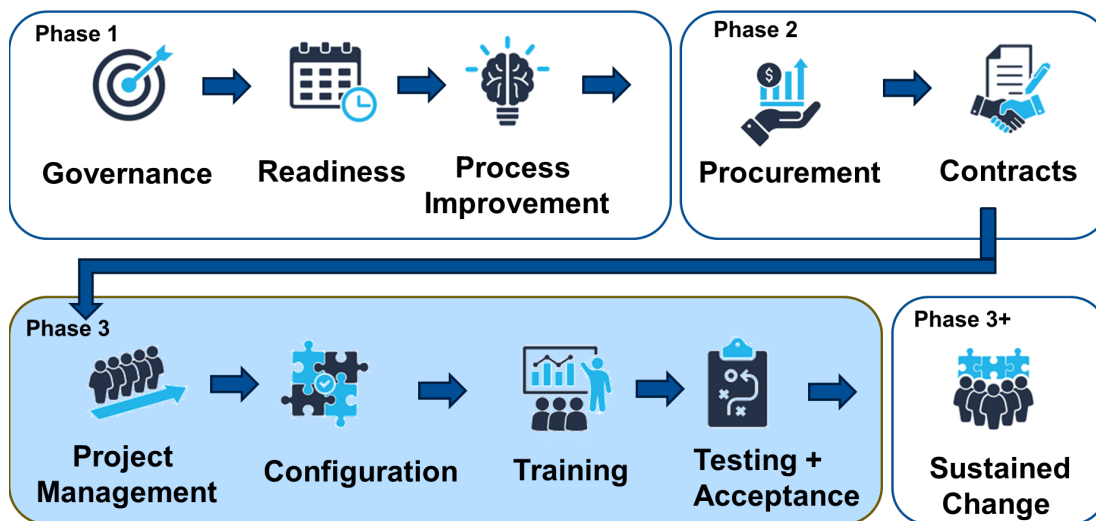 Phase 1
Governance
Readiness
Process
Improvement
Phase 2
$
Procurement
Contracts
Phase 3
Project
Management
Configuration
Training
Testing +
Acceptance
Phase 3+
Sustained
Change